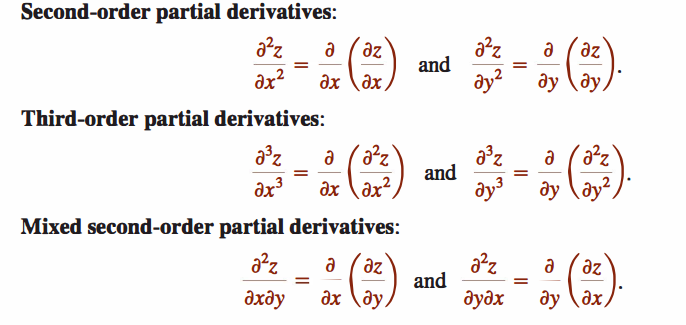 Second-order partial derivatives:
∂²z/∂x² = ∂/∂x (∂z/∂x) and ∂²z/∂y² = ∂/∂y (∂z/∂y).
Third-order partial derivatives:
∂³z/∂x³ = ∂/∂x (∂²z/∂x²) and ∂³z/∂y³ = ∂/∂y (∂²z/∂y²).
Mixed second-order partial derivatives:
∂²z/∂x∂y = ∂/∂x (∂z/∂y) and ∂²z/∂y∂x = ∂/∂y (∂z/∂x).